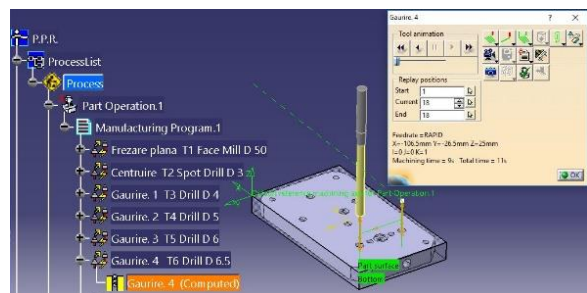 P.P.R.
ProcessList
Process
Part Operation.1
Manufacturing Program.1
Frezare plana T1 Face Mill D 50
Centruire T2 Spot Drill D 3
Gaurire. 1 T3 Drill D 4
Gaurire. 2 T4 Drill D 5
Gaurire. 3 T5 Drill D 6
Gaurire. 4 T6 Drill D 6.5
Gaurire. 4 (Computed)
Part Operation.1
Part surface
Bottom
Gaurire. 4
? X
Tool animation
Replay positions
Start 1
Current 18
End 18
Feedrate =RAPID
X=-106.5mm Y=-26.5mm Z=25mm
I=0 J=0 K=1
Machining time = 9s Total time = 11s
OK